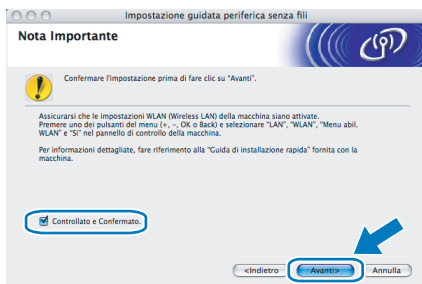 Impostazione guidata periferica senza fili
Nota Importante
Confermare l'impostazione prima di fare clic su "Avanti".
Assicurarsi che le impostazioni WLAN (Wireless LAN) della macchina siano attivate.
Premere uno dei pulsanti del menu (+, –, OK o Back) e selezionare "LAN", "WLAN", "Menu abil.
WLAN" e "Sì" nel pannello di controllo della macchina.
Per informazioni dettagliate, fare riferimento alla "Guida di installazione rapida" fornita con la
macchina.
Controllato e Confermato.
<Indietro Avanti> Annulla